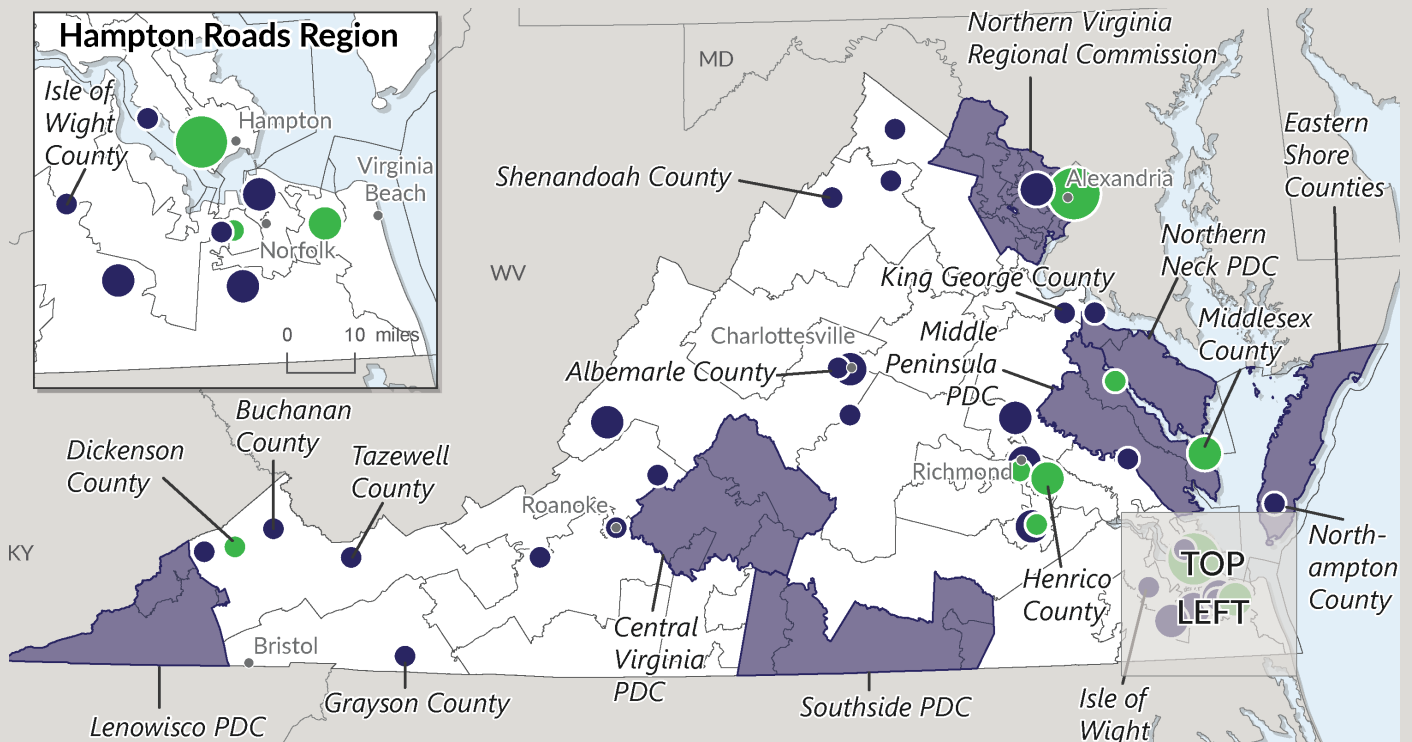 Hampton Roads Region
Isle of
Wight
County
Hampton
Virginia
Beach
Norfolk
0 10 miles
MD
Northern Virginia
Regional Commission
Eastern
Shore
Counties
Shenandoah County
Alexandria
Northern
Neck PDC
WV
King George County
Middlesex
County
Charlottesville
Middle
Peninsula
PDC
Albemarle County
Buchanan
County
Dickenson
County
Tazewell
County
Richmond
Roanoke
KY
North-
ampton
County
TOP
LEFT
Henrico
County
Central
Virginia
PDC
Bristol
Grayson County
Southside PDC
Lenowisco PDC
Isle of
Wight